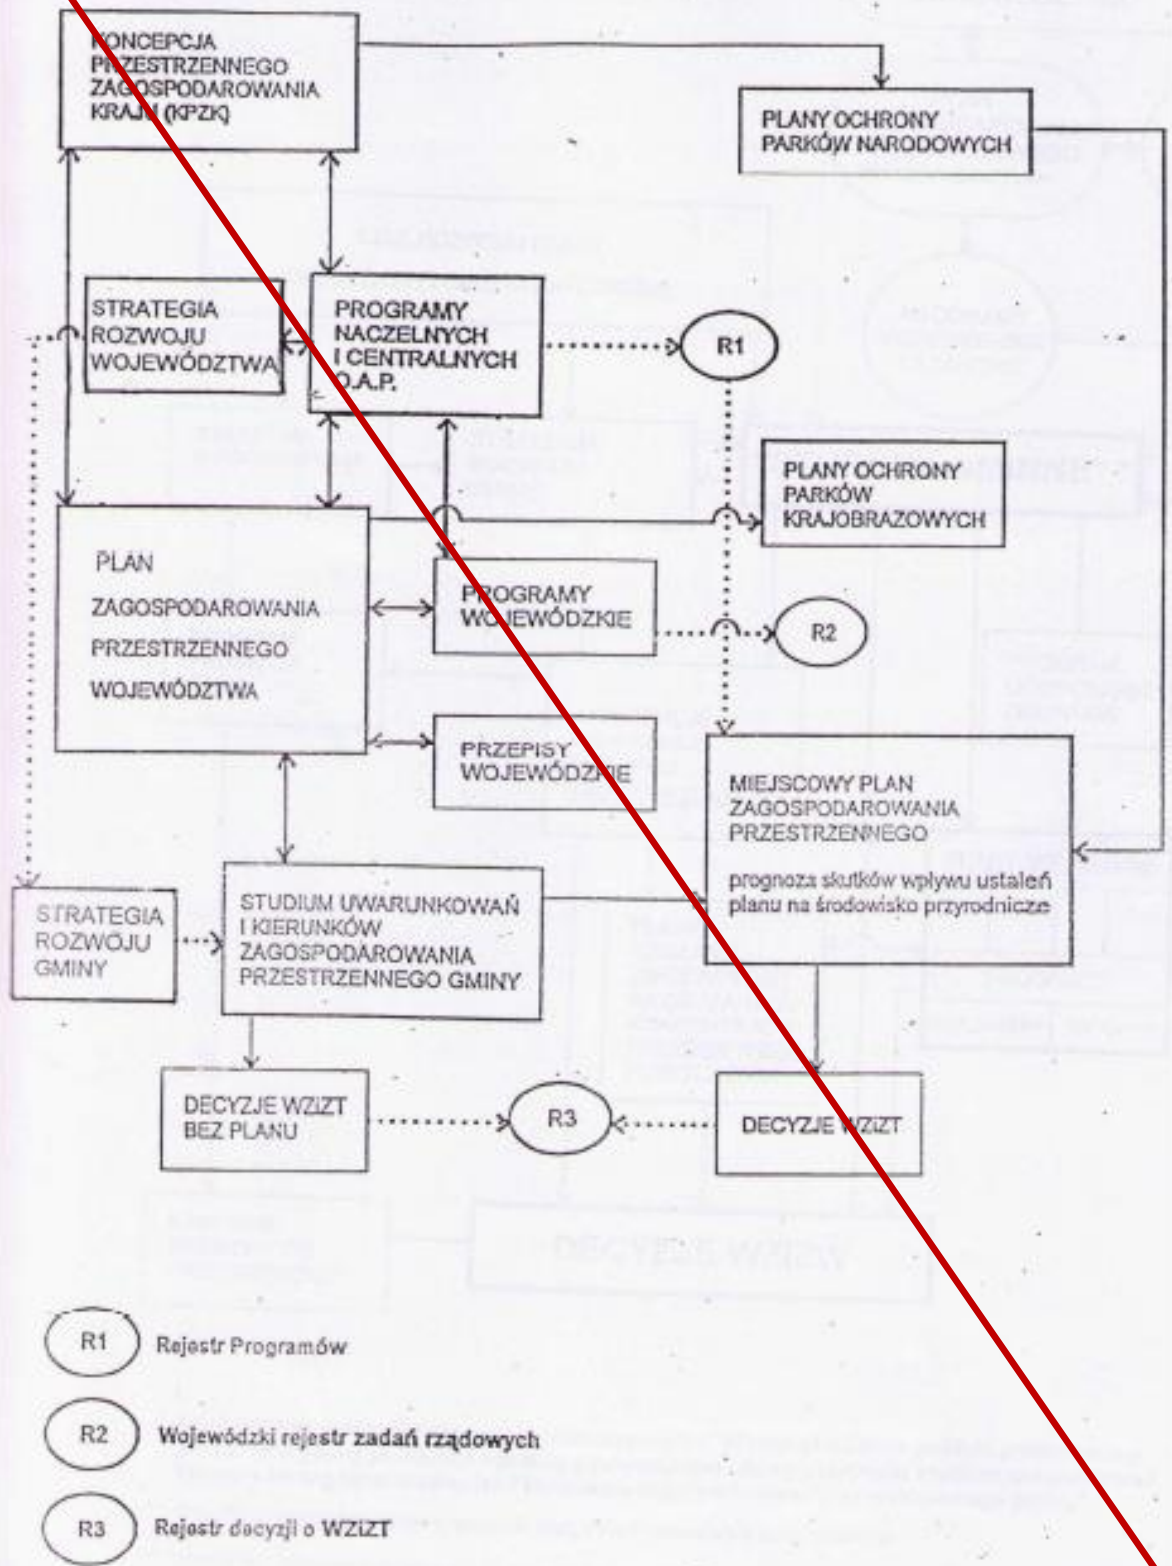 KONCEPCJA
PRZESTRZENNEGO
ZAGOSPODAROWANIA
KRAJU (KPZK)
PLANY OCHRONY
PARKÓW NARODOWYCH
STRATEGIA
ROZWOJU
WOJEWÓDZTWA
PROGRAMY
NACZELNYCH
I CENTRALNYCH
O.A.P.
R1
PLANY OCHRONY
PARKÓW
KRAJOBRAZOWYCH
PLAN
ZAGOSPODAROWANIA
PRZESTRZENNEGO
WOJEWÓDZTWA
PROGRAMY
WOJEWÓDZKIE
R2
PRZEPISY
WOJEWÓDZKIE
MIEJSCOWY PLAN
ZAGOSPODAROWANIA
PRZESTRZENNEGO
prognoza skutków wpływu ustaleń
planu na środowisko przyrodnicze
STRATEGIA
ROZWOJU
GMINY
STUDIUM UWARUNKOWAŃ
I KIERUNKÓW
ZAGOSPODAROWANIA
PRZESTRZENNEGO GMINY
DECYZJE WZiZT
BEZ PLANU
R3
DECYZJE WZiZT
R1 Rejestr Programów
R2 Wojewódzki rejestr zadań rządowych
R3 Rejestr decyzji o WZiZT